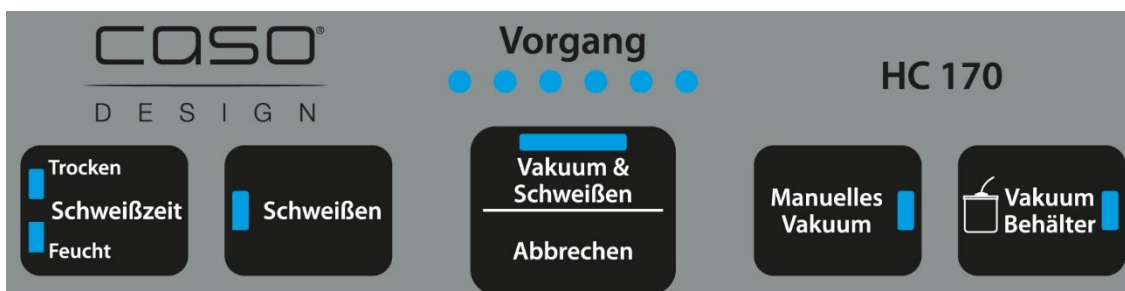 caso®
DESIGN
Vorgang
HC 170
Trocken
Schweißzeit
Feucht
Schweißen
Vakuum &
Schweißen
Abbrechen
Manuelles
Vakuum
Vakuum
Behälter